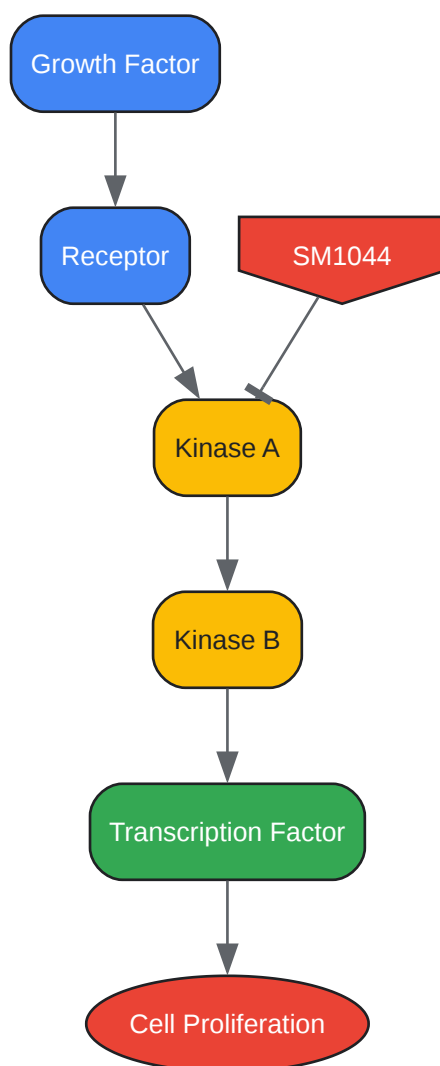 Growth Factor
Receptor
SM1044
Kinase A
Kinase B
Transcription Factor
Cell Proliferation